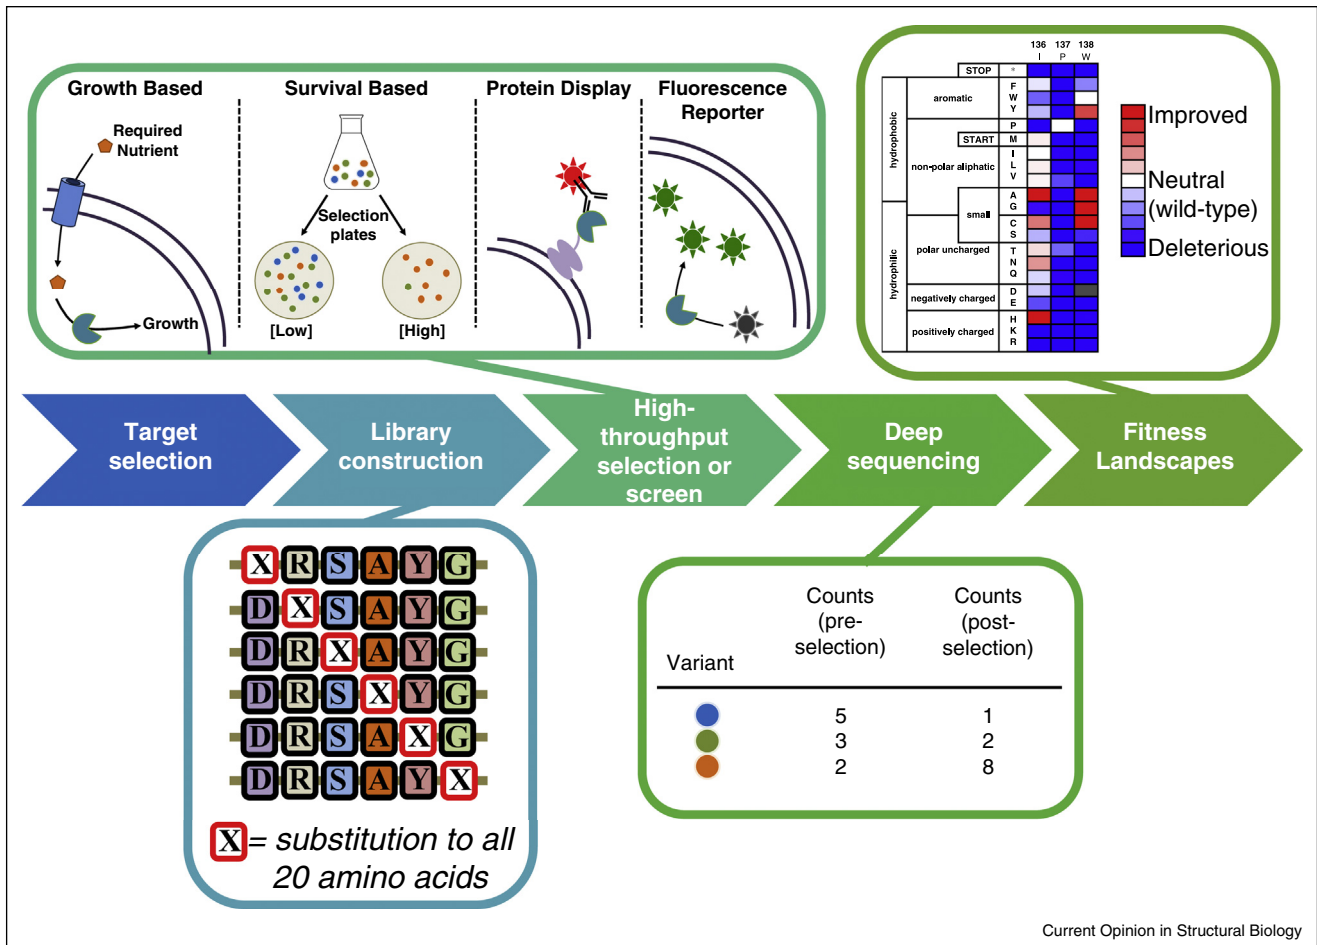 Growth Based
Survival Based
Protein Display
Fluorescence
Reporter
Required
Nutrient
Growth
Selection
plates
[Low]
[High]
136 137 138
I P W
STOP *
hydrophobic
hydrophilic
aromatic
F
W
Y
P
START M
non-polar aliphatic
I
L
V
small
A
G
C
S
polar uncharged
T
N
Q
negatively charged
D
E
positively charged
H
K
R
Improved
Neutral
(wild-type)
Deleterious
Target
selection
Library
construction
High-
throughput
selection or
screen
Deep
sequencing
Fitness
Landscapes
X R S A Y G
D X S A Y G
D R X A Y G
D R S X Y G
D R S A X G
D R S A Y X
X = substitution to all
20 amino acids
Variant
Counts
(pre-
selection)
Counts
(post-
selection)
5 1
3 2
2 8
Current Opinion in Structural Biology